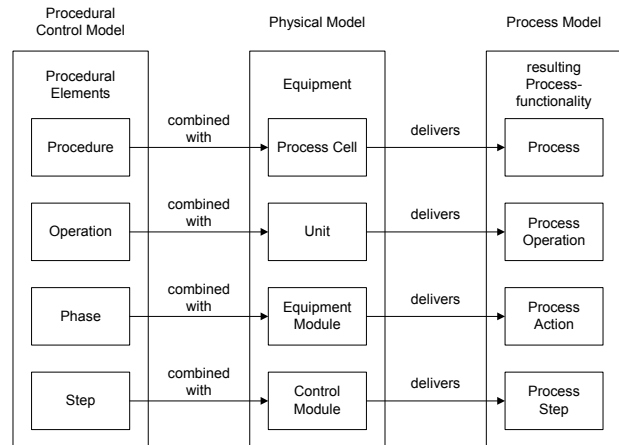 Procedural
Control Model
Physical Model
Process Model
Procedural
Elements
Equipment
resulting
Process-
functionality
Procedure
combined
with
Process Cell
delivers
Process
Operation
combined
with
Unit
delivers
Process
Operation
Phase
combined
with
Equipment
Module
delivers
Process
Action
Step
combined
with
Control
Module
delivers
Process
Step